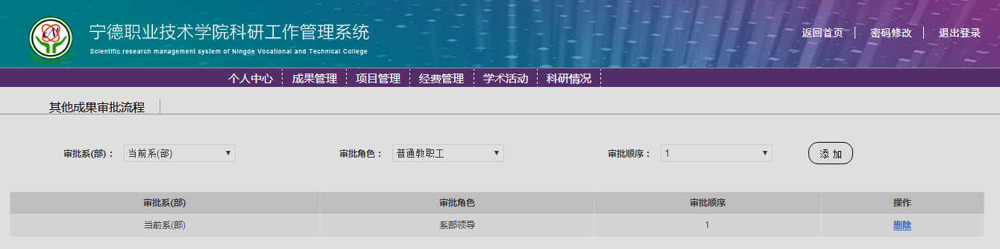 宁德职业技术学院科研工作管理系统
Scientific research management system of Ningde Vocational and Technical College
返回首页 密码修改 退出登录
个人中心 成果管理 项目管理 经费管理 学术活动 科研情况
其他成果审批流程
审批系(部)： 当前系(部) 审批角色： 普通教职工 审批顺序： 1 添 加
审批系(部) 审批角色 审批顺序 操作
当前系(部) 系部领导 1 删除